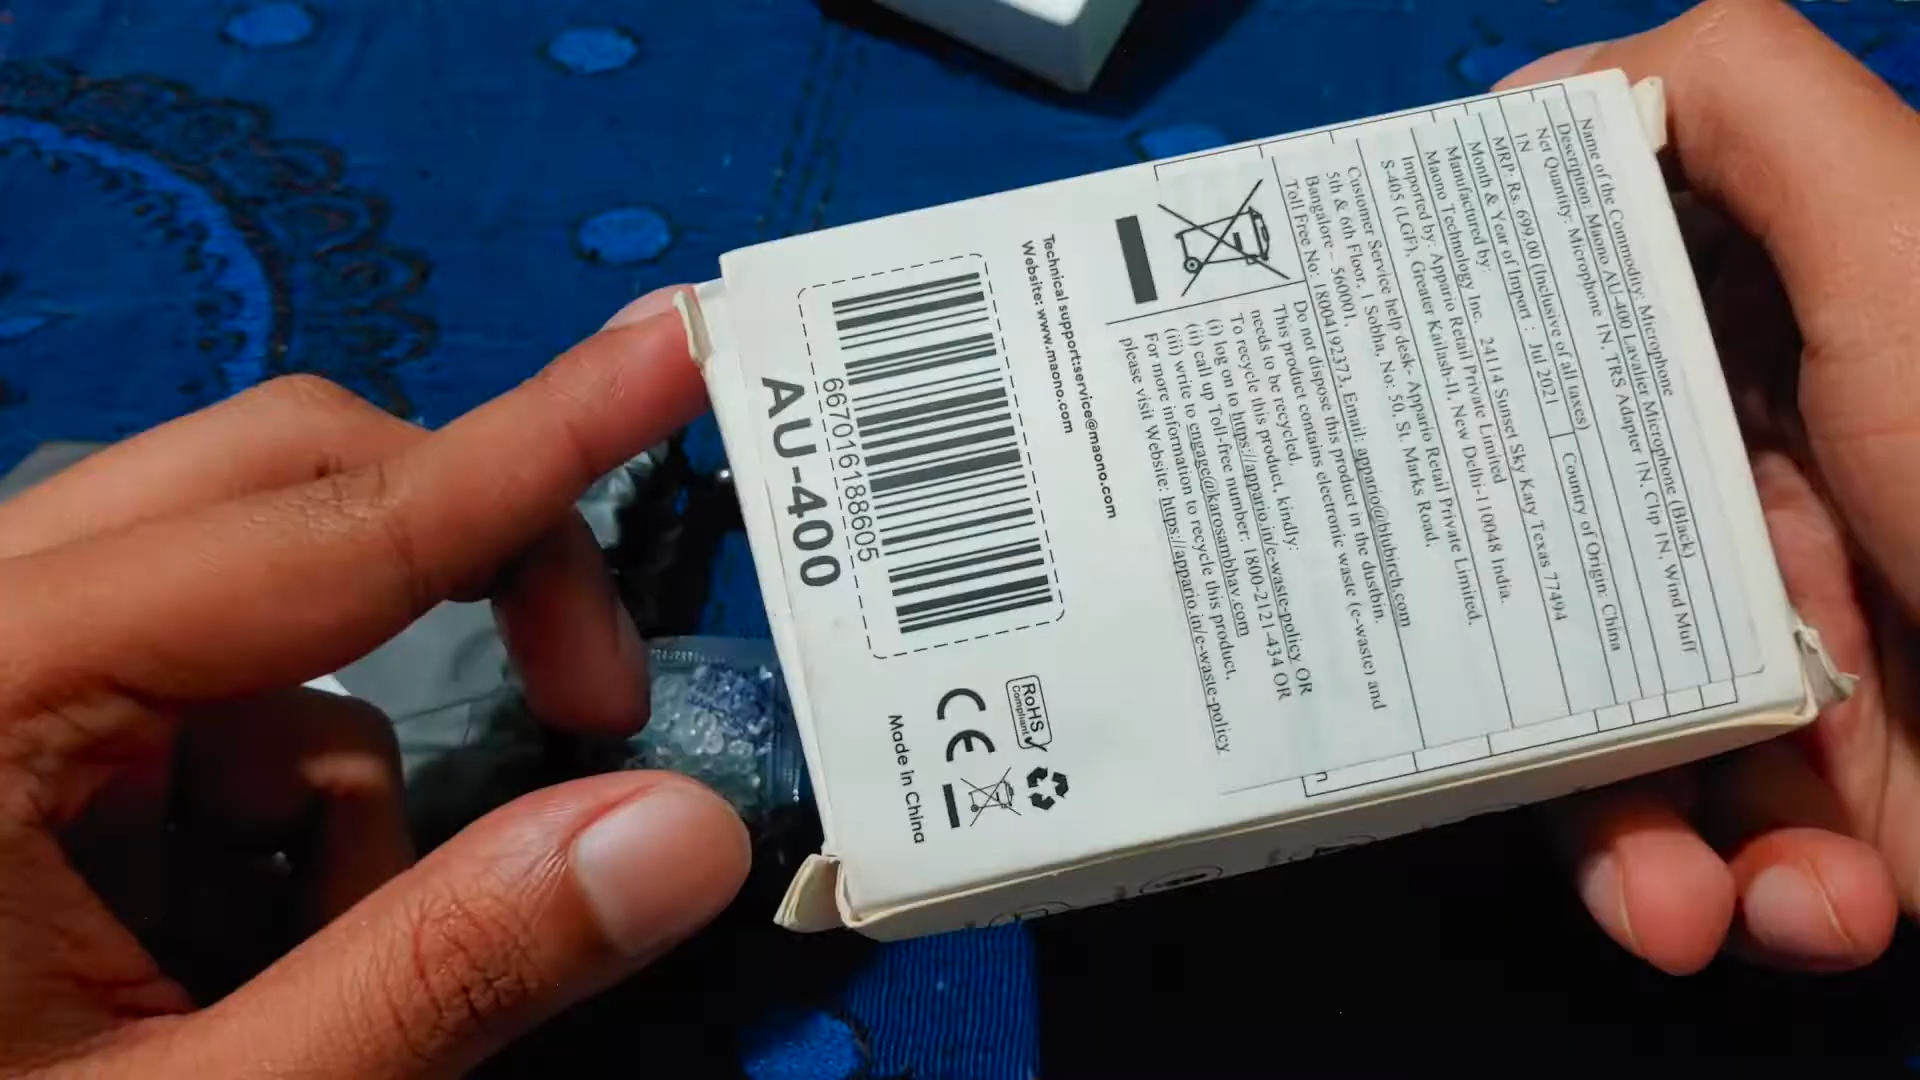 Name of the Commodity: Microphone
Description: Maono AU-400 Lavalier Microphone (Black)
Net Quantity: Microphone 1N, TRS Adapter 1N, Clip 1N, Wind Muff
1N
MRP: Rs. 699.00 (Inclusive of all taxes)
Month & Year of Import : Jul 2021
Country of Origin: China
Manufactured by:
Maono Technology Inc. 24114 Sunset Sky Katy Texas 77494
Imported by: Appario Retail Private Limited
S-405 (LGF), Greater Kailash-II, New Delhi-110048 India.
Customer Service help desk- Appario Retail Private Limited.
5th & 6th Floor, 1 Sobha, No: 50, St. Marks Road,
Bangalore – 560001.
Toll Free No: 18004192373 Email: appario@blubirch.com
Do not dispose this product in the dustbin.
This product contains electronic waste (e-waste) and
needs to be recycled.
To recycle this product, kindly:
(i) log on to https://appario.in/e-waste-policy OR
(ii) call up Toll-free number: 1800-2121-434 OR
(iii) write to engage@karosambhav.com
For more information to recycle this product,
please visit Website: https://appario.in/e-waste-policy
Technical support:service@maono.com
Website: www.maono.com
6670161618605
AU-400
RoHS
Compliant
CE
Made in China